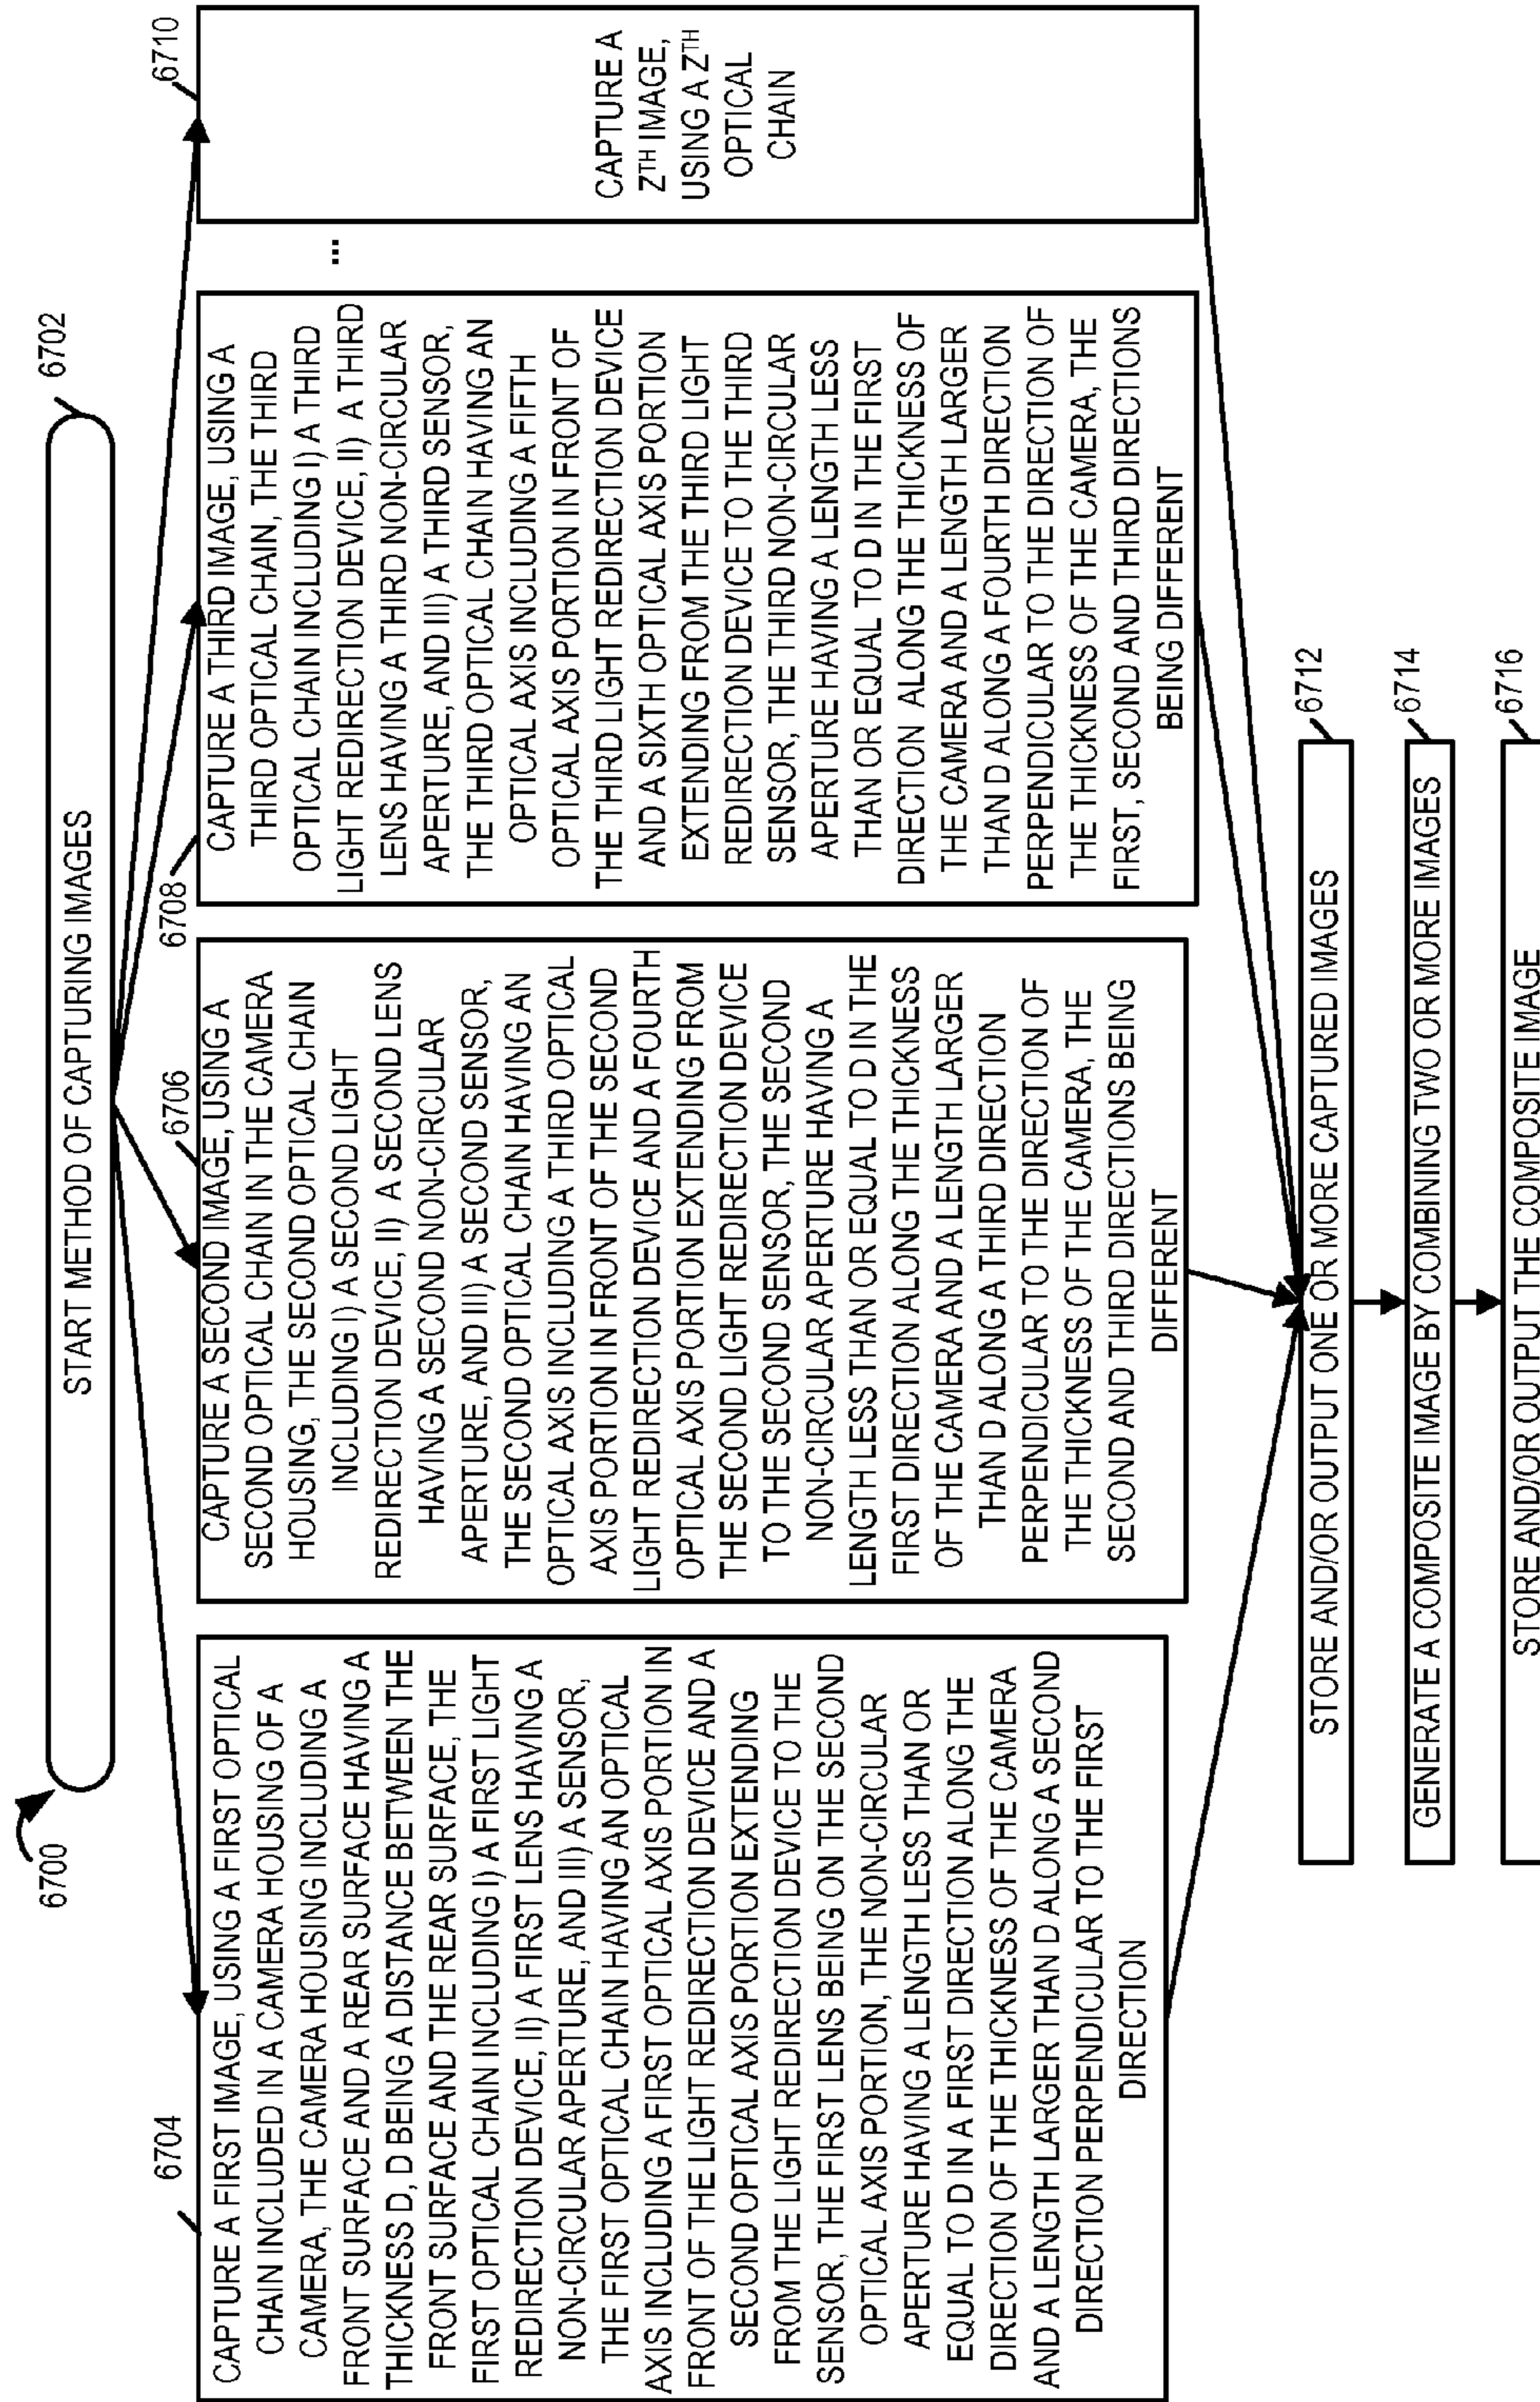 6700
START METHOD OF CAPTURING IMAGES
6702
6704
CAPTURE A FIRST IMAGE, USING A FIRST OPTICAL
CHAIN INCLUDED IN A CAMERA HOUSING OF A
CAMERA, THE CAMERA HOUSING INCLUDING A
FRONT SURFACE AND A REAR SURFACE HAVING A
THICKNESS D, D BEING A DISTANCE BETWEEN THE
FRONT SURFACE AND THE REAR SURFACE, THE
FIRST OPTICAL CHAIN INCLUDING I) A FIRST LIGHT
REDIRECTION DEVICE, II) A FIRST LENS HAVING A
NON-CIRCULAR APERTURE, AND III) A SENSOR,
THE FIRST OPTICAL CHAIN HAVING AN OPTICAL
AXIS INCLUDING A FIRST OPTICAL AXIS PORTION IN
FRONT OF THE LIGHT REDIRECTION DEVICE AND A
SECOND OPTICAL AXIS PORTION EXTENDING
FROM THE LIGHT REDIRECTION DEVICE TO THE
SENSOR, THE FIRST LENS BEING ON THE SECOND
OPTICAL AXIS PORTION, THE NON-CIRCULAR
APERTURE HAVING A LENGTH LESS THAN OR
EQUAL TO D IN A FIRST DIRECTION ALONG THE
DIRECTION OF THE THICKNESS OF THE CAMERA
AND A LENGTH LARGER THAN D ALONG A SECOND
DIRECTION PERPENDICULAR TO THE FIRST
DIRECTION
6706
CAPTURE A SECOND IMAGE, USING A
SECOND OPTICAL CHAIN IN THE CAMERA
HOUSING, THE SECOND OPTICAL CHAIN
INCLUDING I) A SECOND LIGHT
REDIRECTION DEVICE, II) A SECOND LENS
HAVING A SECOND NON-CIRCULAR
APERTURE, AND III) A SECOND SENSOR,
THE SECOND OPTICAL CHAIN HAVING AN
OPTICAL AXIS INCLUDING A THIRD OPTICAL
AXIS PORTION IN FRONT OF THE SECOND
LIGHT REDIRECTION DEVICE AND A FOURTH
OPTICAL AXIS PORTION EXTENDING FROM
THE SECOND LIGHT REDIRECTION DEVICE
TO THE SECOND SENSOR, THE SECOND
NON-CIRCULAR APERTURE HAVING A
LENGTH LESS THAN OR EQUAL TO D IN THE
FIRST DIRECTION ALONG THE THICKNESS
OF THE CAMERA AND A LENGTH LARGER
THAN D ALONG A THIRD DIRECTION
PERPENDICULAR TO THE DIRECTION OF
THE THICKNESS OF THE CAMERA, THE
SECOND AND THIRD DIRECTIONS BEING
DIFFERENT
6708
CAPTURE A THIRD IMAGE, USING A
THIRD OPTICAL CHAIN, THE THIRD
OPTICAL CHAIN INCLUDING I) A THIRD
LIGHT REDIRECTION DEVICE, II) A THIRD
LENS HAVING A THIRD NON-CIRCULAR
APERTURE, AND III) A THIRD SENSOR,
THE THIRD OPTICAL CHAIN HAVING AN
OPTICAL AXIS INCLUDING A FIFTH
OPTICAL AXIS PORTION IN FRONT OF
THE THIRD LIGHT REDIRECTION DEVICE
AND A SIXTH OPTICAL AXIS PORTION
EXTENDING FROM THE THIRD LIGHT
REDIRECTION DEVICE TO THE THIRD
SENSOR, THE THIRD NON-CIRCULAR
APERTURE HAVING A LENGTH LESS
THAN OR EQUAL TO D IN THE FIRST
DIRECTION ALONG THE THICKNESS OF
THE CAMERA AND A LENGTH LARGER
THAN D ALONG A FOURTH DIRECTION
PERPENDICULAR TO THE DIRECTION OF
THE THICKNESS OF THE CAMERA, THE
FIRST, SECOND AND THIRD DIRECTIONS
BEING DIFFERENT
...
6710
CAPTURE A
Zᵀᴴ IMAGE,
USING A Zᵀᴴ
OPTICAL
CHAIN
6712
STORE AND/OR OUTPUT ONE OR MORE CAPTURED IMAGES
6714
GENERATE A COMPOSITE IMAGE BY COMBINING TWO OR MORE IMAGES
6716
STORE AND/OR OUTPUT THE COMPOSITE IMAGE